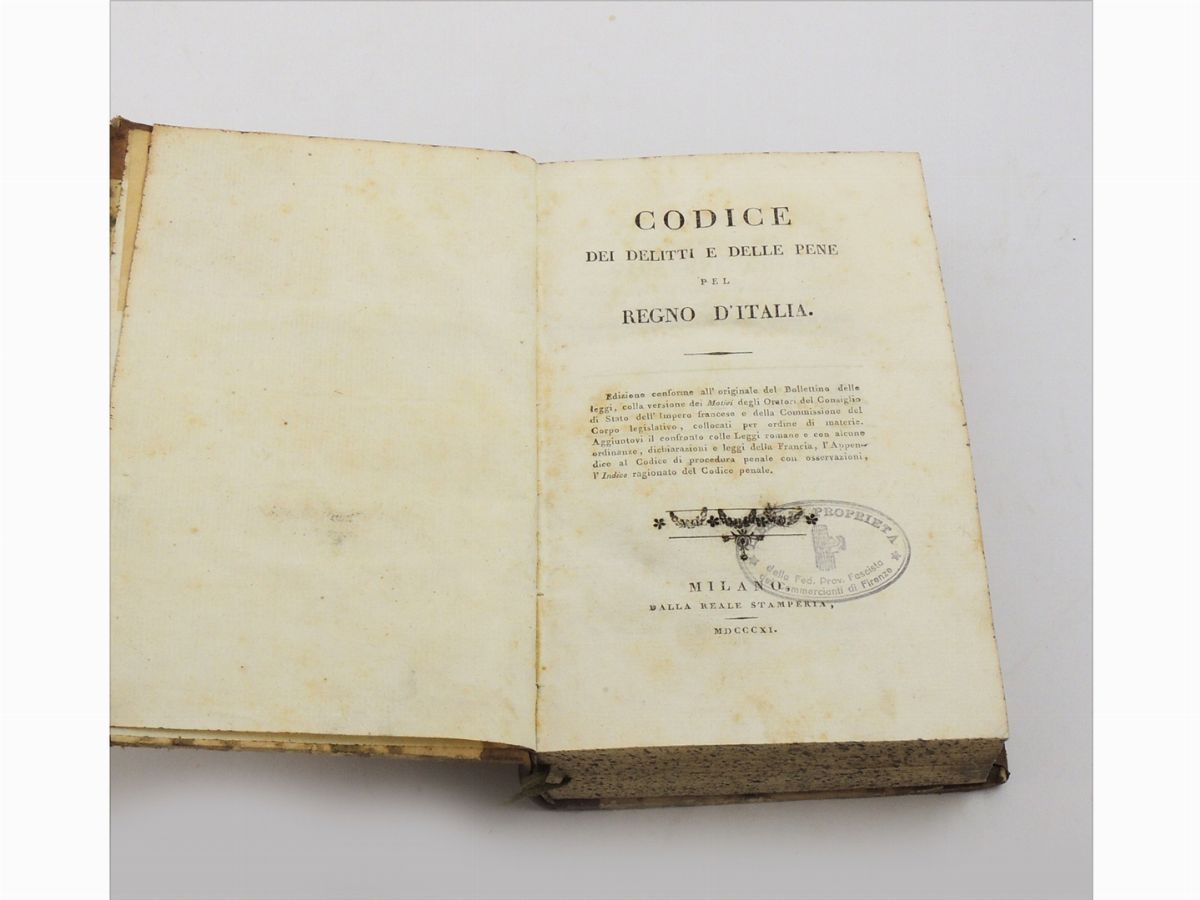 CODICE
DEI DELITTI E DELLE PENE
PEL
REGNO D'ITALIA.
Edizione conforme all'originale del Bollettino delle
leggi, colla versione dei Motivi degli Oratori del Consiglio
di Stato dell'Impero francese e della Commissione del
Corpo legislativo, collocati per ordine di materie.
Aggiuntovi il confronto colle Leggi romane e con alcune
ordinanze, dichiarazioni e leggi della Francia, l'Appen-
dice al Codice di procedura penale con osservazioni,
l'Indice ragionato del Codice penale.
PROPRIETA
della Fed. Prov. Fascista
dei Commercianti di Firenze
MILANO,
DALLA REALE STAMPERIA,
MDCCCXI.